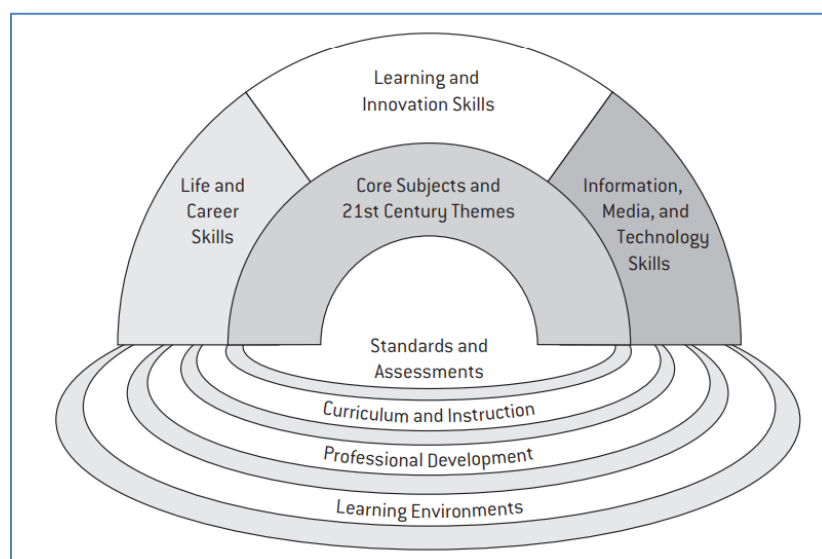 Learning and
Innovation Skills
Life and
Career
Skills
Core Subjects and
21st Century Themes
Information,
Media, and
Technology
Skills
Standards and
Assessments
Curriculum and Instruction
Professional Development
Learning Environments